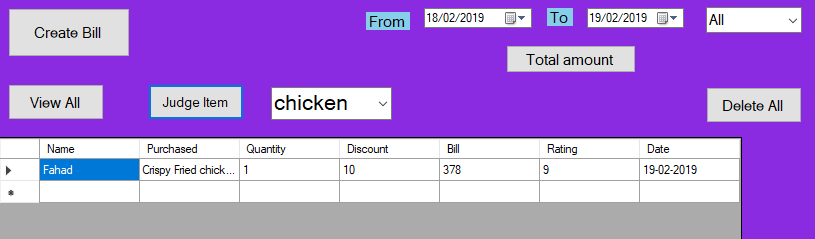 From 18/02/2019 To 19/02/2019 All
Create Bill
Total amount
View All Judge Item chicken Delete All
Name Purchased Quantity Discount Bill Rating Date
Fahad Crispy Fried chick... 1 10 378 9 19-02-2019